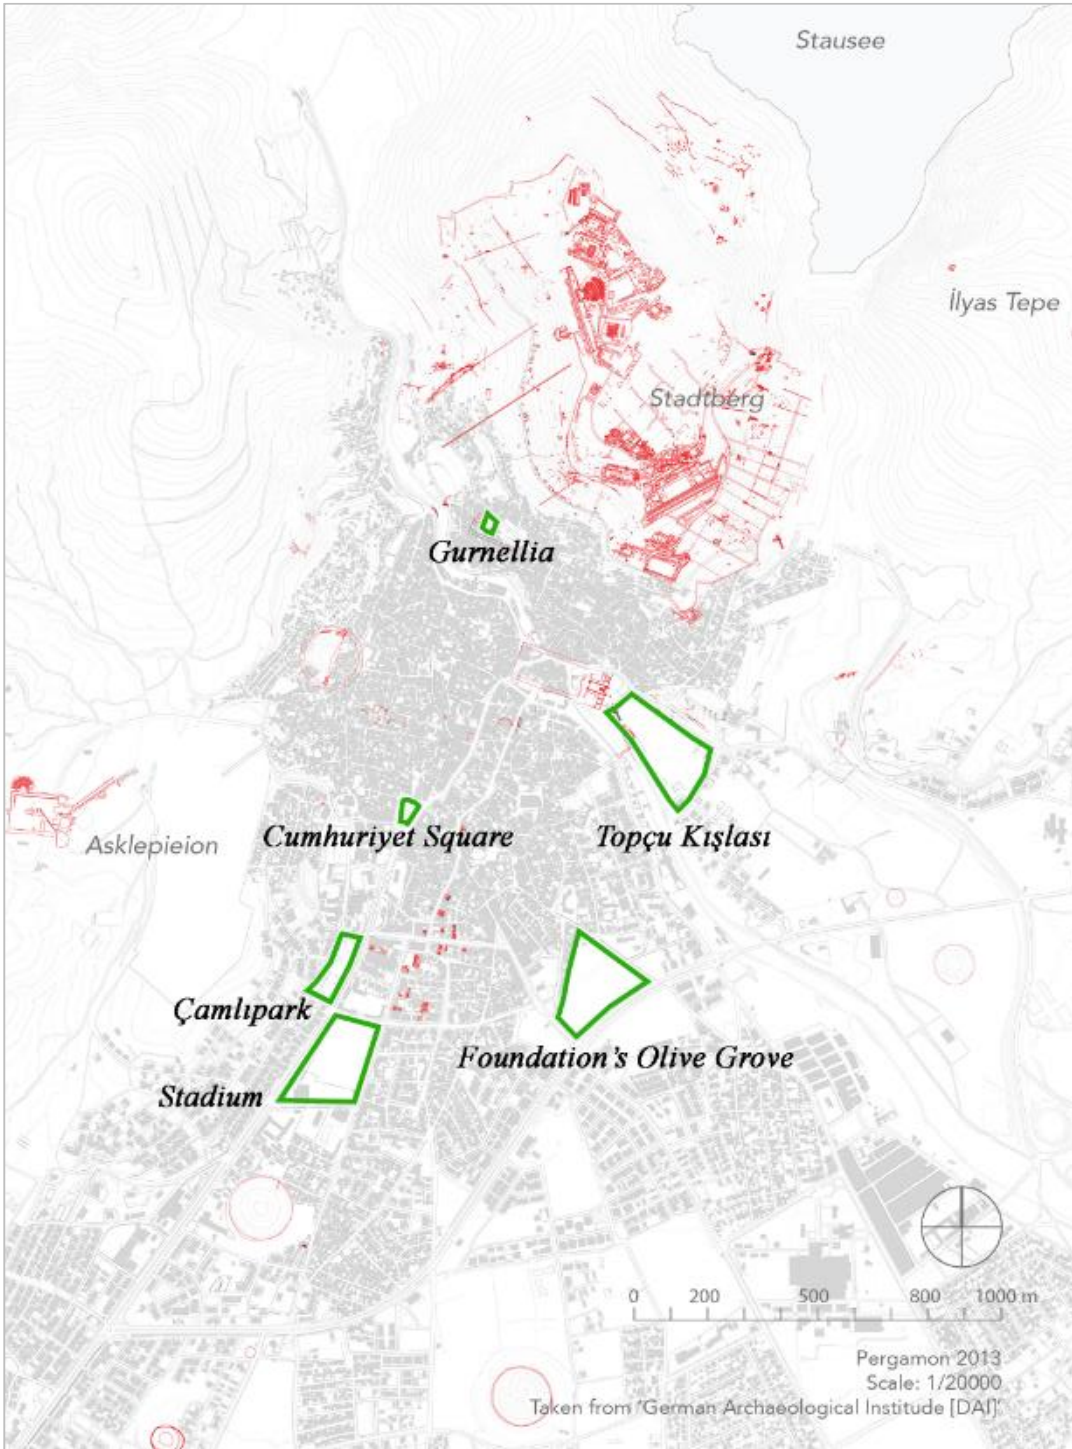 Stausee
İlyas Tepe
Stadtberg
Gurnellia
Cumhuriyet Square
Topçu Kışlası
Asklepieion
Çamlıpark
Foundation's Olive Grove
Stadium
0 200 500 800 1000 m
Pergamon 2013
Scale: 1/20000
Taken from 'German Archaeological Institude [DAI]'